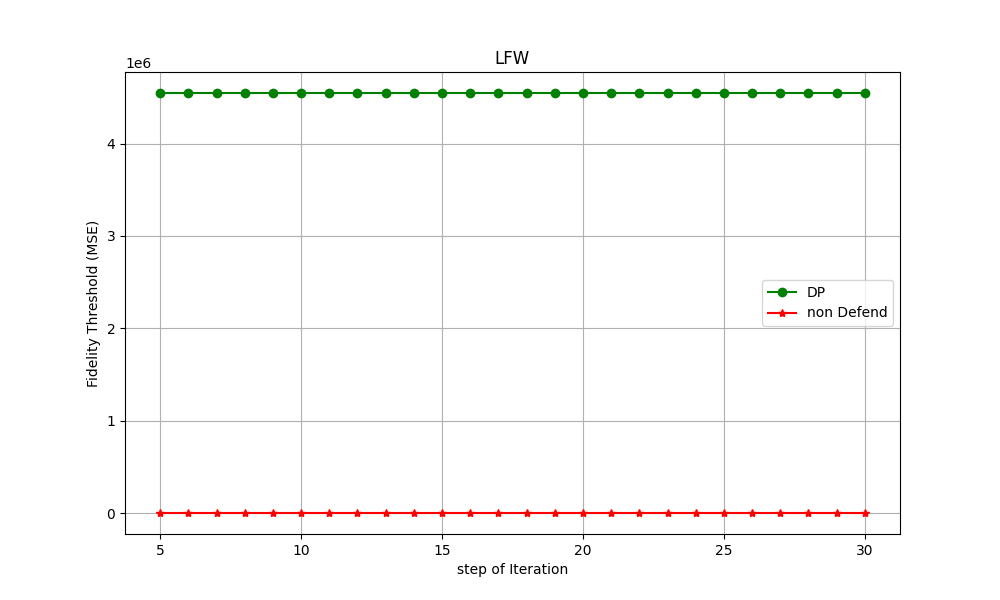 LFW
1e6
4
3
2
1
0
Fidelity Threshold (MSE)
DP
non Defend
5 10 15 20 25 30
step of Iteration